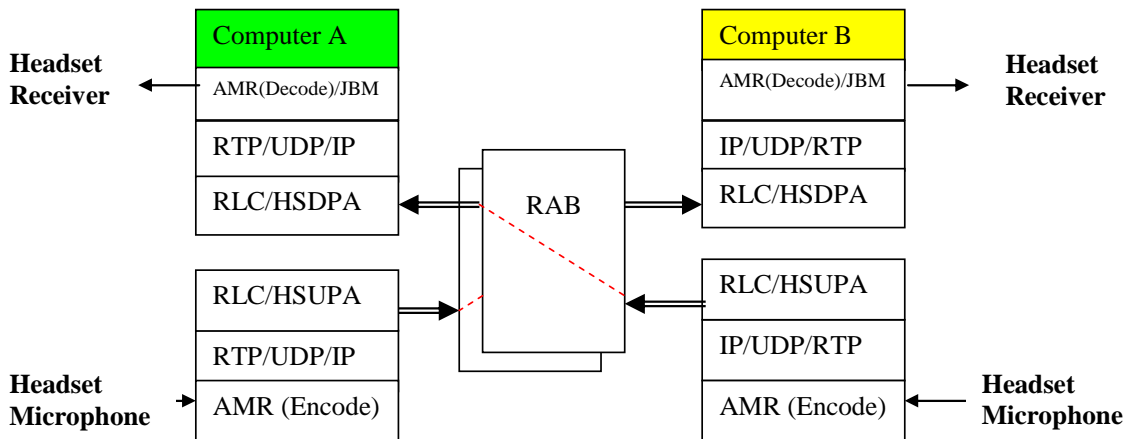 Computer A
Computer B
Headset
Receiver
AMR(Decode)/JBM
AMR(Decode)/JBM
Headset
Receiver
RTP/UDP/IP
IP/UDP/RTP
RLC/HSDPA
RAB
RLC/HSDPA
RLC/HSUPA
RLC/HSUPA
RTP/UDP/IP
IP/UDP/RTP
Headset
Microphone
AMR (Encode)
AMR (Encode)
Headset
Microphone